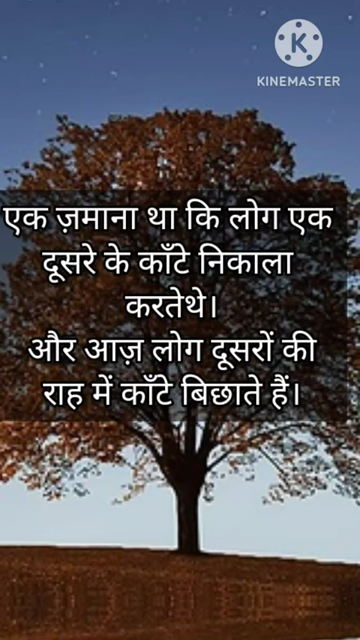 KINEMASTER
एक ज़माना था कि लोग एक
दूसरे के काँटे निकाला
करतेथे।
और आज़ लोग दूसरों की
राह में काँटे बिछाते हैं।